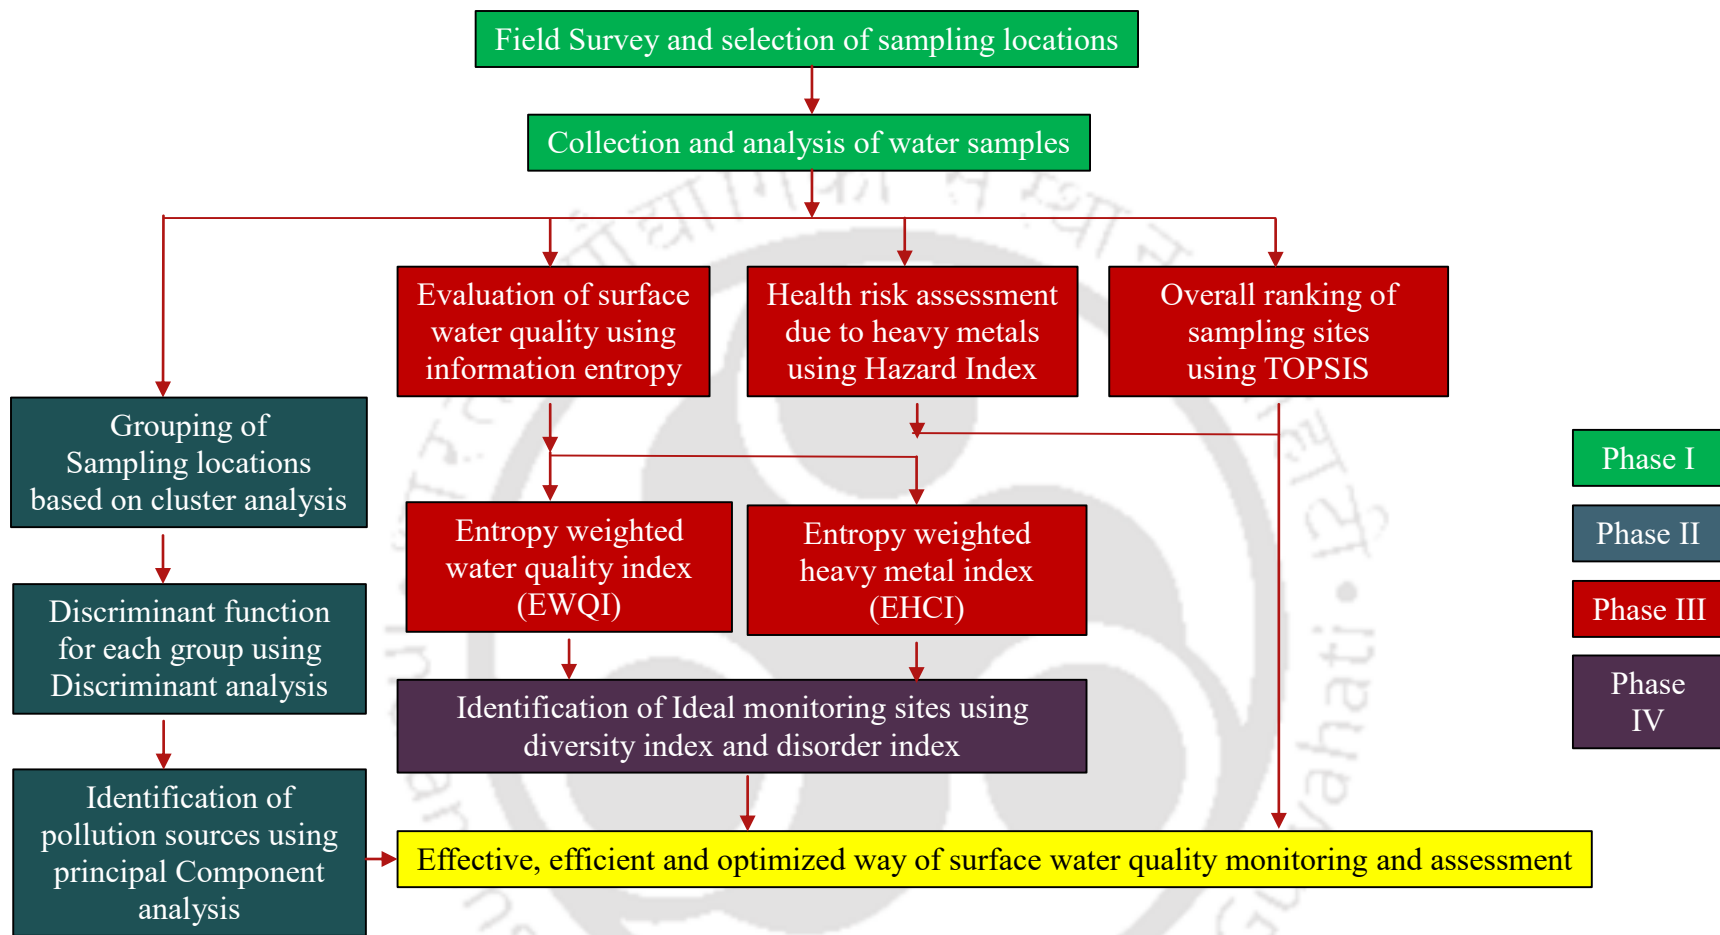 Field Survey and selection of sampling locations
Collection and analysis of water samples
Evaluation of surface
water quality using
information entropy
Health risk assessment
due to heavy metals
using Hazard Index
Overall ranking of
sampling sites
using TOPSIS
Grouping of
Sampling locations
based on cluster analysis
Entropy weighted
water quality index
(EWQI)
Entropy weighted
heavy metal index
(EHCI)
Discriminant function
for each group using
Discriminant analysis
Identification of Ideal monitoring sites using
diversity index and disorder index
Identification of
pollution sources using
principal Component
analysis
Effective, efficient and optimized way of surface water quality monitoring and assessment
Phase I
Phase II
Phase III
Phase
IV